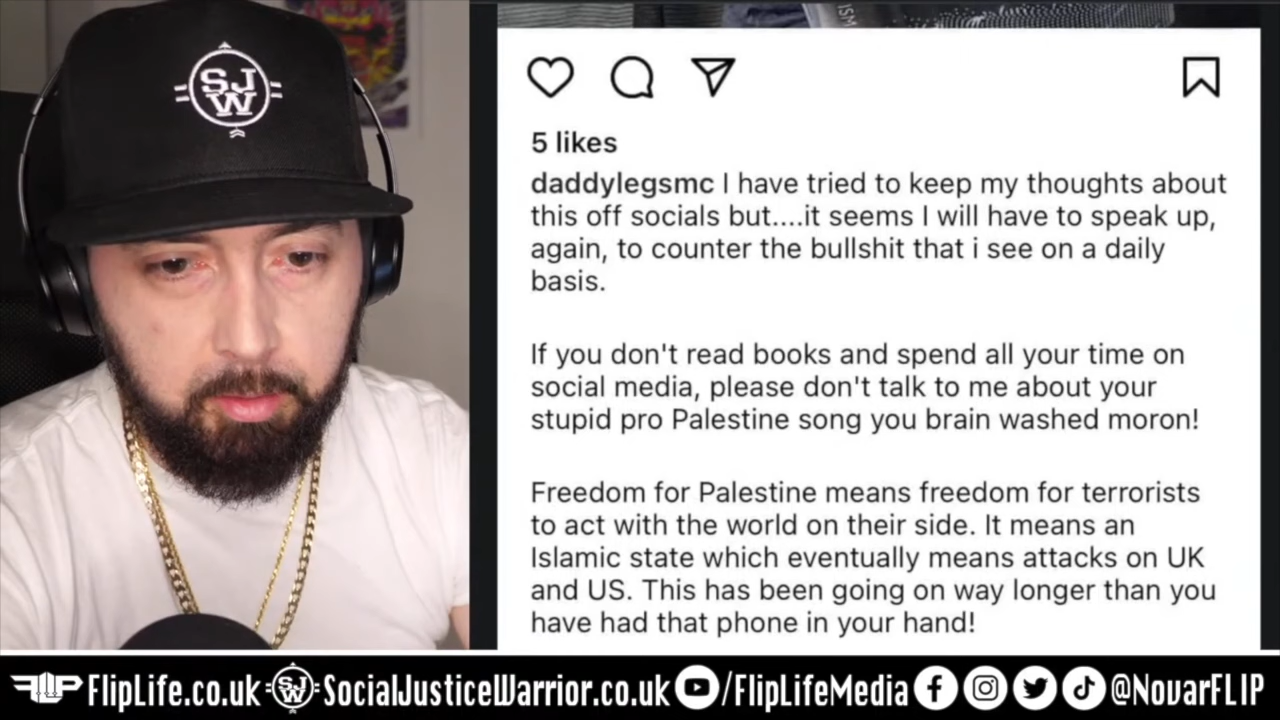 SJW
ISM
5 likes
daddylegsmc I have tried to keep my thoughts about
this off socials but....it seems I will have to speak up,
again, to counter the bullshit that i see on a daily
basis.
If you don't read books and spend all your time on
social media, please don't talk to me about your
stupid pro Palestine song you brain washed moron!
Freedom for Palestine means freedom for terrorists
to act with the world on their side. It means an
Islamic state which eventually means attacks on UK
and US. This has been going on way longer than you
have had that phone in your hand!
FLIP FlipLife.co.uk SJW SocialJusticeWarrior.co.uk /FlipLifeMedia @NovarFLIP